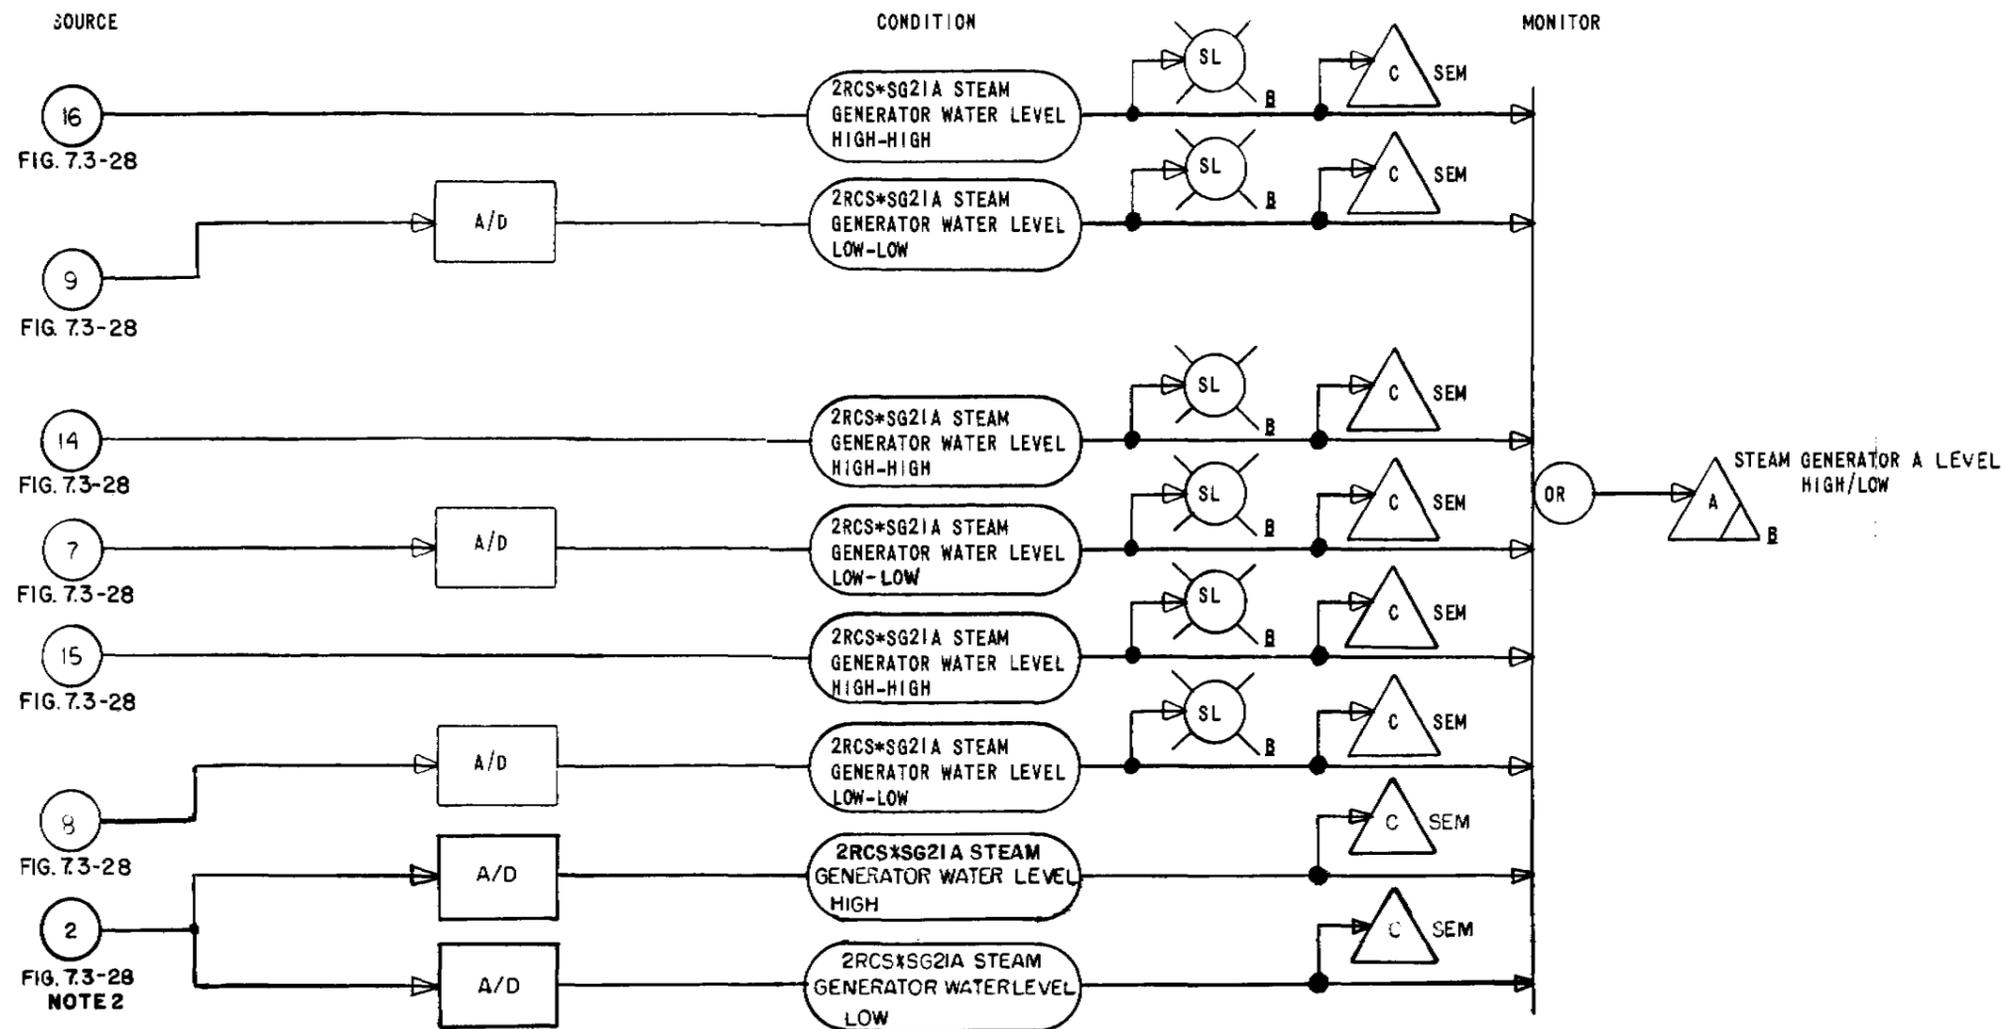 SOURCE
CONDITION
MONITOR
SL
B
C
SEM
16
FIG. 7.3-28
2RCS*SG21A STEAM
GENERATOR WATER LEVEL
HIGH-HIGH
SL
B
C
SEM
9
FIG. 7.3-28
A/D
2RCS*SG21A STEAM
GENERATOR WATER LEVEL
LOW-LOW
SL
B
C
SEM
14
FIG. 7.3-28
2RCS*SG21A STEAM
GENERATOR WATER LEVEL
HIGH-HIGH
SL
B
C
SEM
7
FIG. 7.3-28
A/D
2RCS*SG21A STEAM
GENERATOR WATER LEVEL
LOW-LOW
OR
A
B
STEAM GENERATOR A LEVEL
HIGH/LOW
SL
B
C
SEM
15
FIG. 7.3-28
2RCS*SG21A STEAM
GENERATOR WATER LEVEL
HIGH-HIGH
SL
B
C
SEM
8
FIG. 7.3-28
A/D
2RCS*SG21A STEAM
GENERATOR WATER LEVEL
LOW-LOW
C
SEM
A/D
2RCS*SG21A STEAM
GENERATOR WATER LEVEL
HIGH
2
FIG. 7.3-28
NOTE 2
C
SEM
A/D
2RCS*SG21A STEAM
GENERATOR WATER LEVEL
LOW